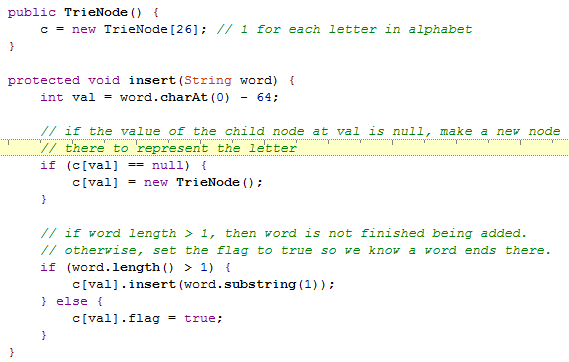 public TrieNode() {
c = new TrieNode[26]; // 1 for each letter in alphabet
}
protected void insert(String word) {
int val = word.charAt(0) - 64;
// if the value of the child node at val is null, make a new node
// there to represent the letter
if (c[val] == null) {
c[val] = new TrieNode();
}
// if word length > 1, then word is not finished being added.
// otherwise, set the flag to true so we know a word ends there.
if (word.length() > 1) {
c[val].insert(word.substring(1));
} else {
c[val].flag = true;
}
}